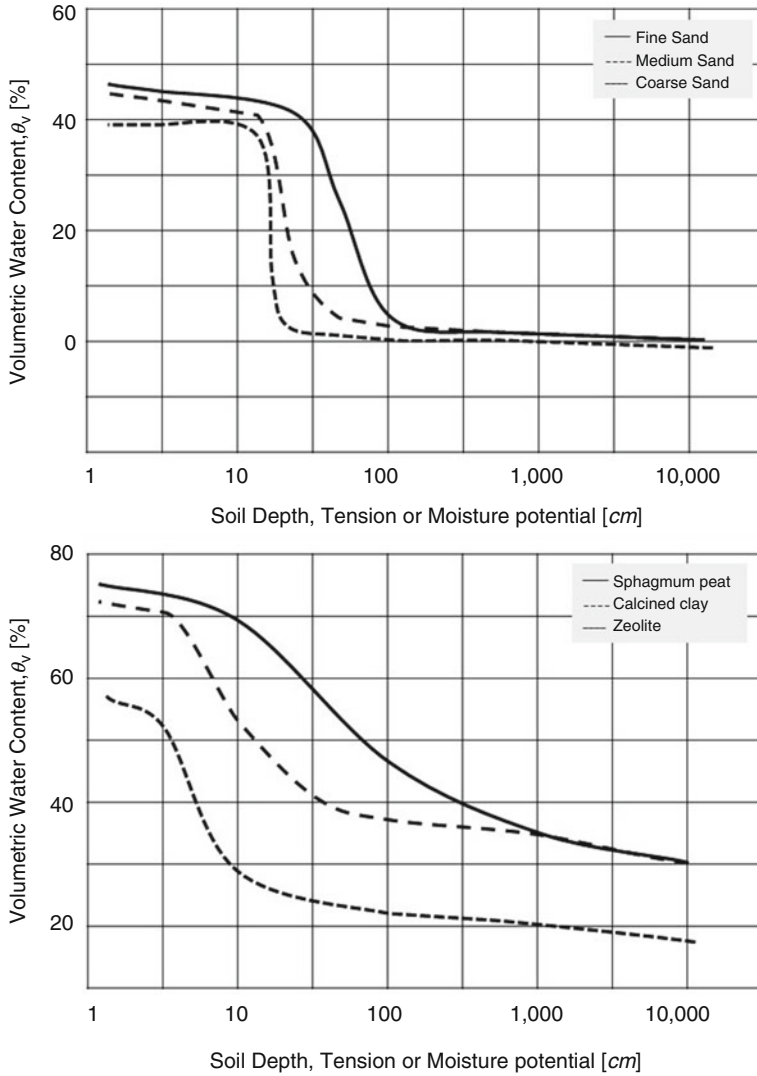 60
40
20
0
Volumetric Water Content,θv [%]
Fine Sand
Medium Sand
Coarse Sand
1 10 100 1,000 10,000
Soil Depth, Tension or Moisture potential [cm]
80
60
40
20
Volumetric Water Content,θv [%]
Sphagmum peat
Calcined clay
Zeolite
1 10 100 1,000 10,000
Soil Depth, Tension or Moisture potential [cm]